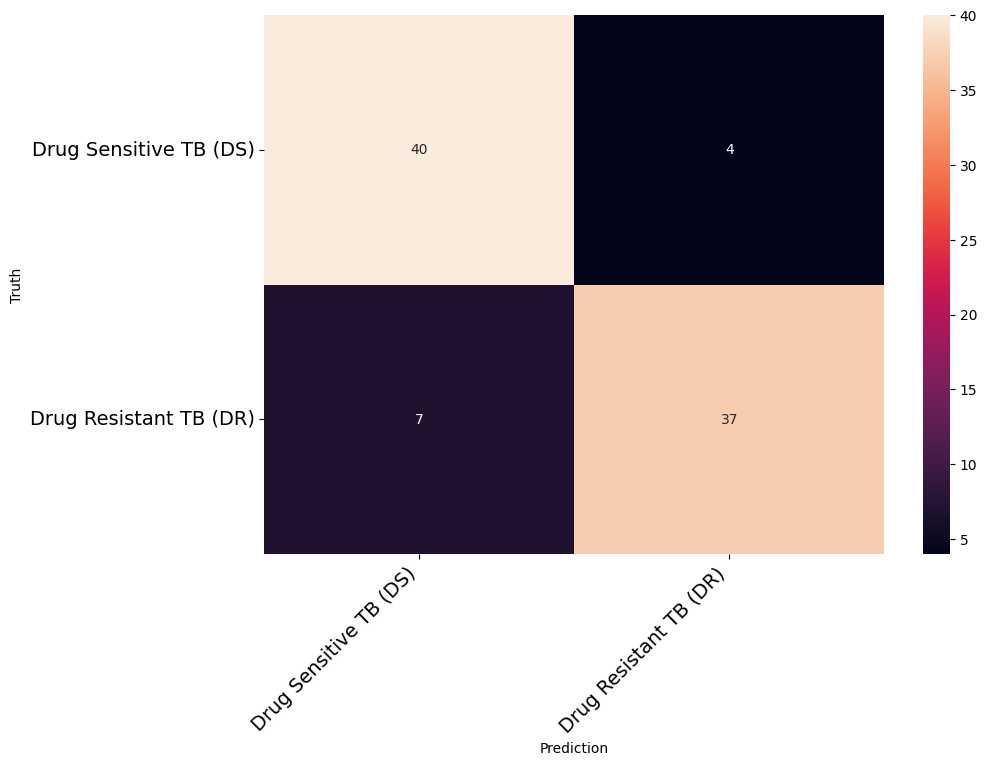 Drug Sensitive TB (DS)
40
4
Truth
Drug Resistant TB (DR)
7
37
Drug Sensitive TB (DS)
Drug Resistant TB (DR)
Prediction
40
35
30
25
20
15
10
5